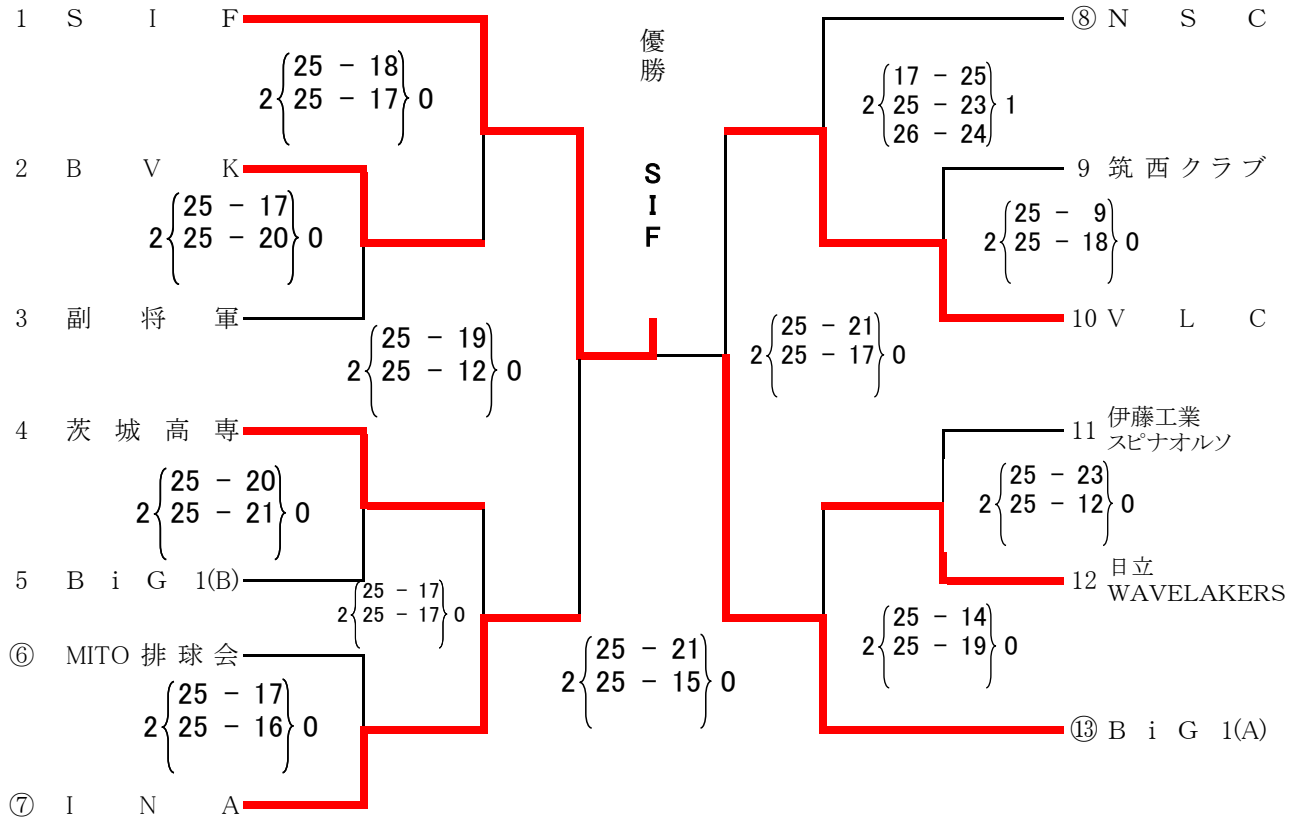 1 S I F
25 - 18
2 25 - 17 0
2 B V K
25 - 17
2 25 - 20 0
3 副 将 軍
25 - 19
2 25 - 12 0
4 茨 城 高 専
25 - 20
2 25 - 21 0
5 B i G 1(B)
25 - 17
2 25 - 17 0
⑥ MITO 排 球 会
25 - 17
2 25 - 16 0
⑦ I N A
優勝
SIF
25 - 21
2 25 - 15 0
⑧ N S C
17 - 25
2 25 - 23 1
26 - 24
9 筑 西 ク ラ ブ
25 - 9
2 25 - 18 0
10 V L C
25 - 21
2 25 - 17 0
11 伊藤工業
スピナオルソ
25 - 23
2 25 - 12 0
12 日立
WAVELAKERS
25 - 14
2 25 - 19 0
⑬ B i G 1(A)